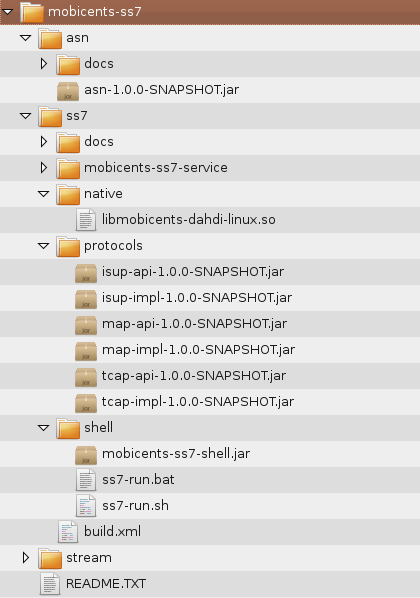 mobicents-ss7
asn
docs
asn-1.0.0-SNAPSHOT.jar
ss7
docs
mobicents-ss7-service
native
libmobicents-dahdi-linux.so
protocols
isup-api-1.0.0-SNAPSHOT.jar
isup-impl-1.0.0-SNAPSHOT.jar
map-api-1.0.0-SNAPSHOT.jar
map-impl-1.0.0-SNAPSHOT.jar
tcap-api-1.0.0-SNAPSHOT.jar
tcap-impl-1.0.0-SNAPSHOT.jar
shell
mobicents-ss7-shell.jar
ss7-run.bat
ss7-run.sh
build.xml
stream
README.TXT